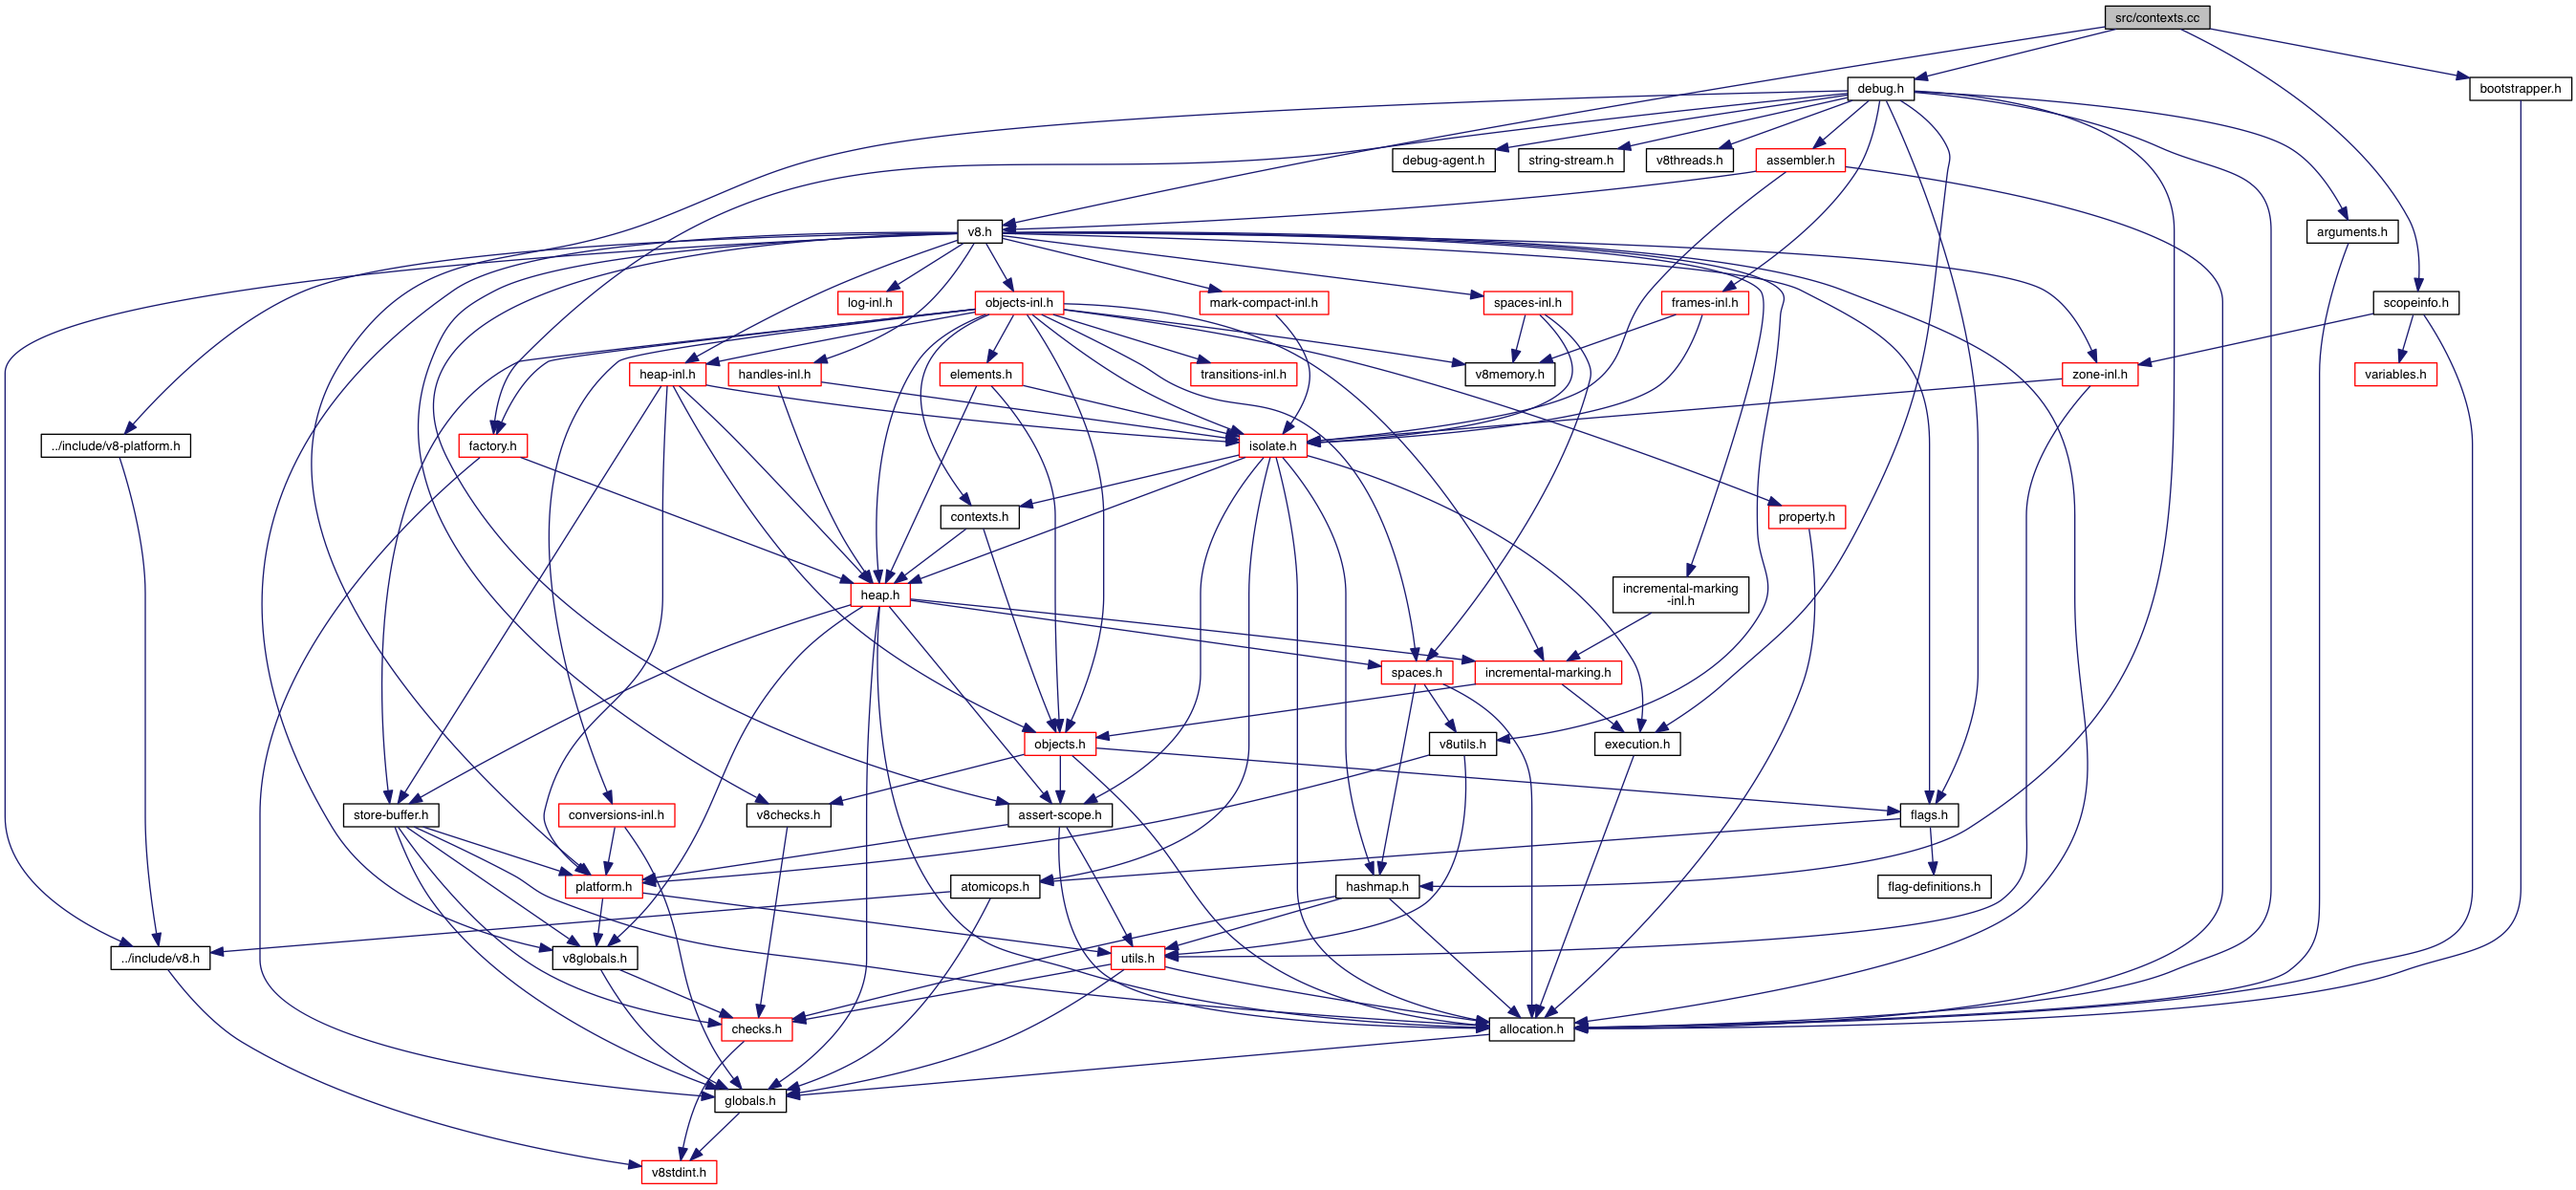 src/contexts.cc
debug.h
bootstrapper.h
debug-agent.h
string-stream.h
v8threads.h
assembler.h
v8.h
arguments.h
log-inl.h
objects-inl.h
mark-compact-inl.h
spaces-inl.h
frames-inl.h
scopeinfo.h
heap-inl.h
handles-inl.h
elements.h
transitions-inl.h
v8memory.h
zone-inl.h
variables.h
../include/v8-platform.h
factory.h
isolate.h
contexts.h
property.h
heap.h
incremental-marking
-inl.h
spaces.h
incremental-marking.h
objects.h
v8utils.h
execution.h
store-buffer.h
conversions-inl.h
v8checks.h
assert-scope.h
flags.h
platform.h
atomicops.h
hashmap.h
flag-definitions.h
../include/v8.h
v8globals.h
utils.h
checks.h
allocation.h
globals.h
v8stdint.h